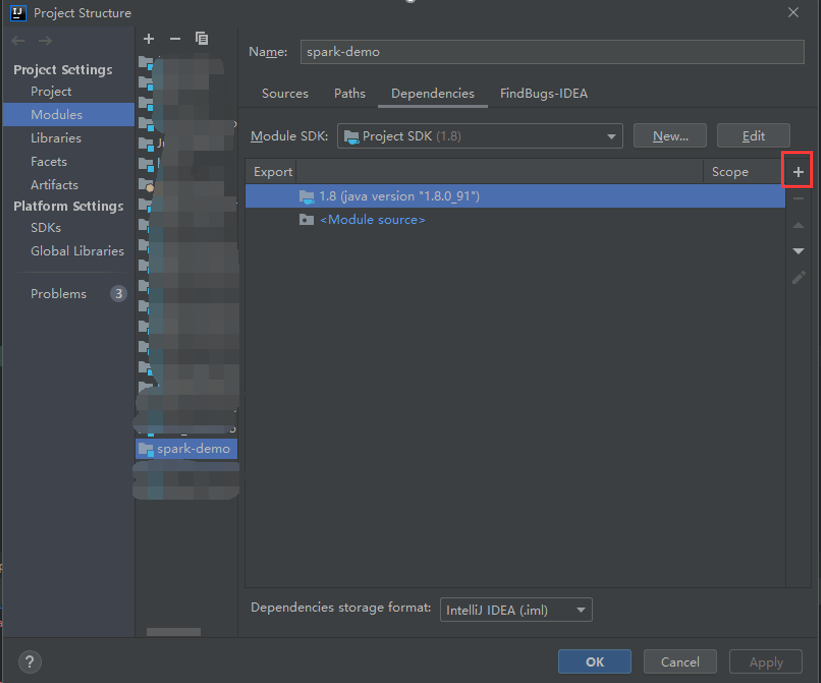 IJ Project Structure
Name: spark-demo
Project Settings
Project
Modules
Libraries
Facets
Artifacts
Platform Settings
SDKs
Global Libraries
Problems 3
spark-demo
Sources Paths Dependencies FindBugs-IDEA
Module SDK: Project SDK (1.8) New... Edit
Export Scope
1.8 (java version "1.8.0_91")
<Module source>
Dependencies storage format: IntelliJ IDEA (.iml)
? OK Cancel Apply